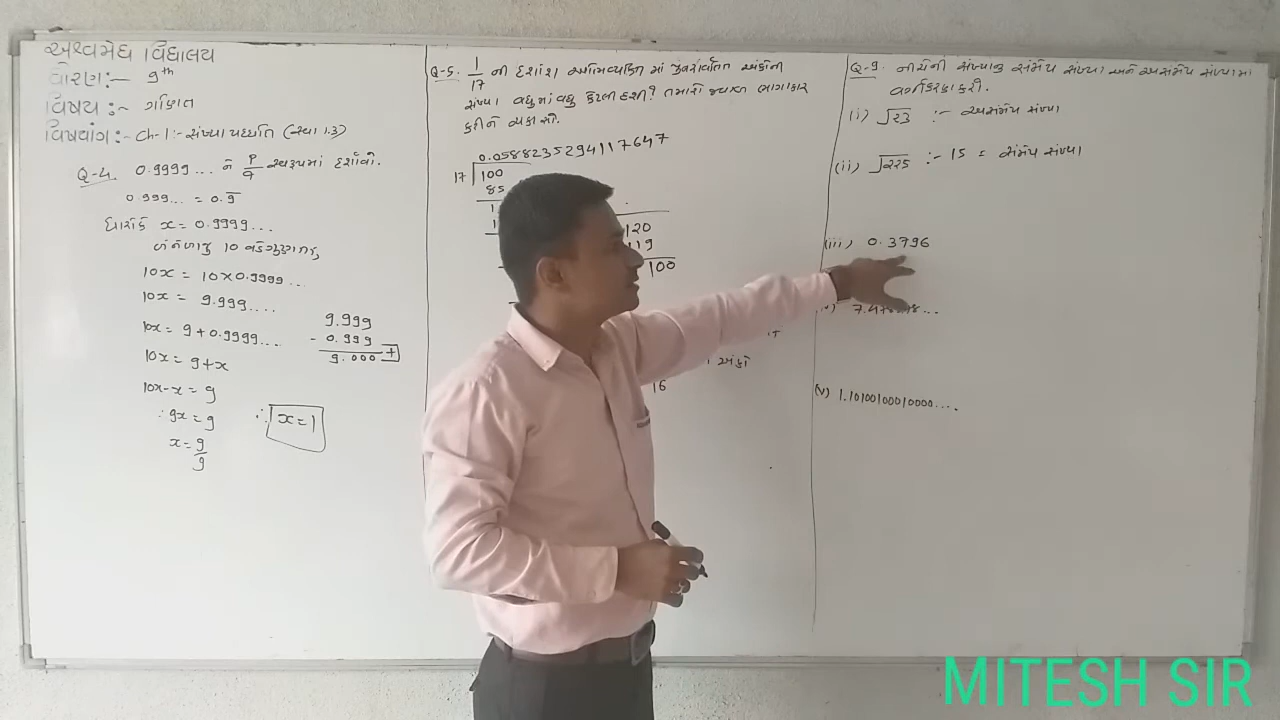 અશ્વમેઘ વિદ્યાલય
ધોરણ:- 9th
વિષય:- ગણિત
વિષયાંગ:- Ch-1:- સંખ્યા પદ્ધતિ (સ્વા 1.3)
Q-4. 0.9999... ને p/q સ્વરૂપમાં દર્શાવો.
0.999... = 0.9̅
ધારોકે x = 0.9999...
બંને બાજુ 10 વડે ગુણતાં,
10x = 10×0.9999...
10x = 9.999....
10x = 9 + 0.9999...
10x = 9+x
10x-x = 9
∴ 9x = 9
x = 9/9
∴ x = 1
9.999
- 0.999
9.000
Q-5. 1/17 ની દશાંશ અભિવ્યક્તિ માં પુનરાવર્તિત અંકોની
સંખ્યા વધુમાં વધુ કેટલી હશે? તમારો જવાબ ભાગાકાર
કરીને ચકાસો.
0.0588235294117647
17 100
85
120
119
100
અંકો
16
Q-9. નીચેની સંખ્યાનું સંમેય સંખ્યા અને અસંમેય સંખ્યામાં
વર્ગીકરણ કરો.
(i) √23 :- અસંમેય સંખ્યા
(ii) √225 :- 15 = સંમેય સંખ્યા
(iii) 0.3796
8...
(v) 1.10100100010000....
MITESH SIR